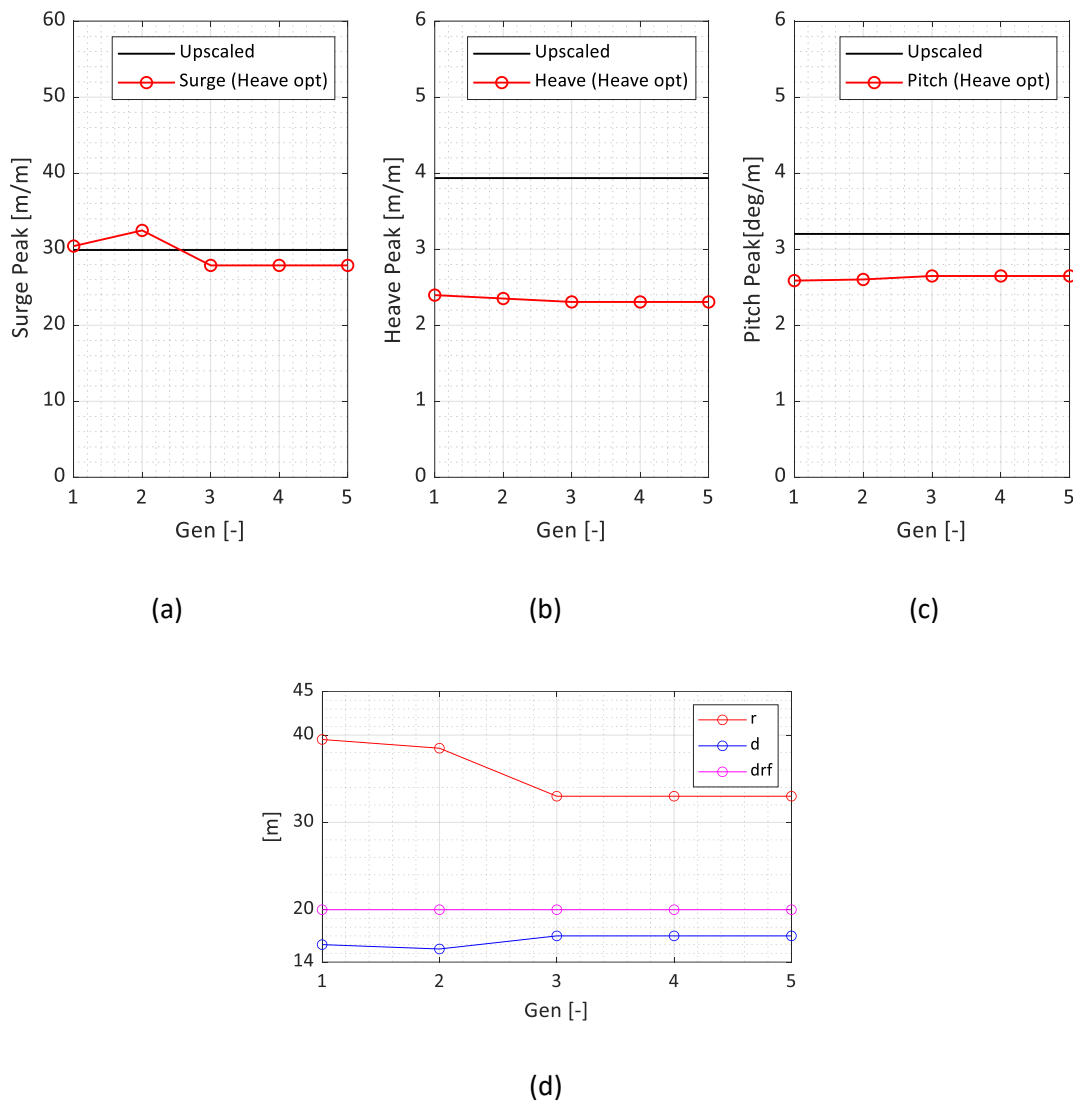 60
50
40
30
20
10
0
1
2
3
4
5
Surge Peak [m/m]
Gen [-]
Upscaled
Surge (Heave opt)
(a)
6
5
4
3
2
1
0
1
2
3
4
5
Heave Peak [m/m]
Gen [-]
Upscaled
Heave (Heave opt)
(b)
6
5
4
3
2
1
0
1
2
3
4
5
Pitch Peak[deg/m]
Gen [-]
Upscaled
Pitch (Heave opt)
(c)
45
40
30
20
14
1
2
3
4
5
[m]
Gen [-]
r
d
drf
(d)